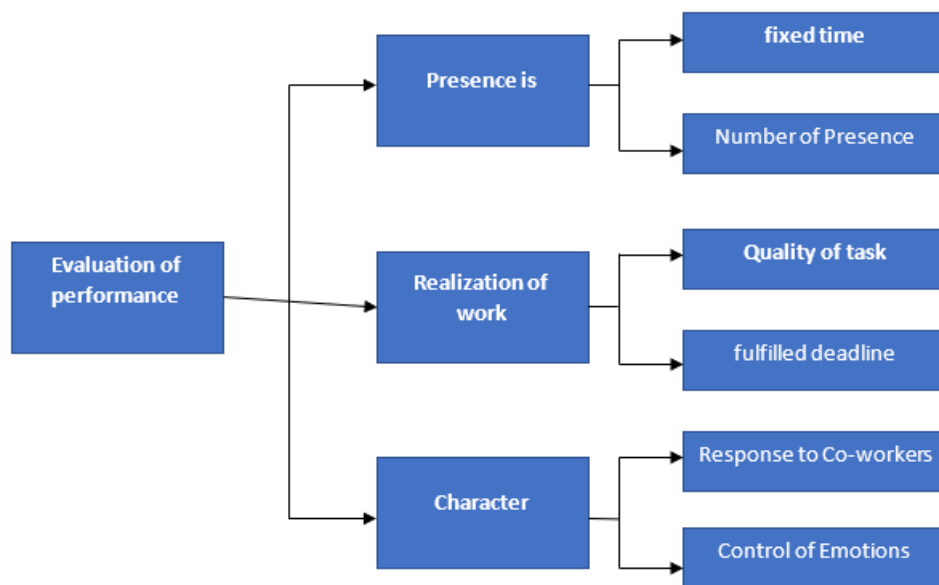 fixed time
Presence is
Number of Presence
Evaluation of
performance
Quality of task
Realization of
work
fulfilled deadline
Response to Co-workers
Character
Control of Emotions